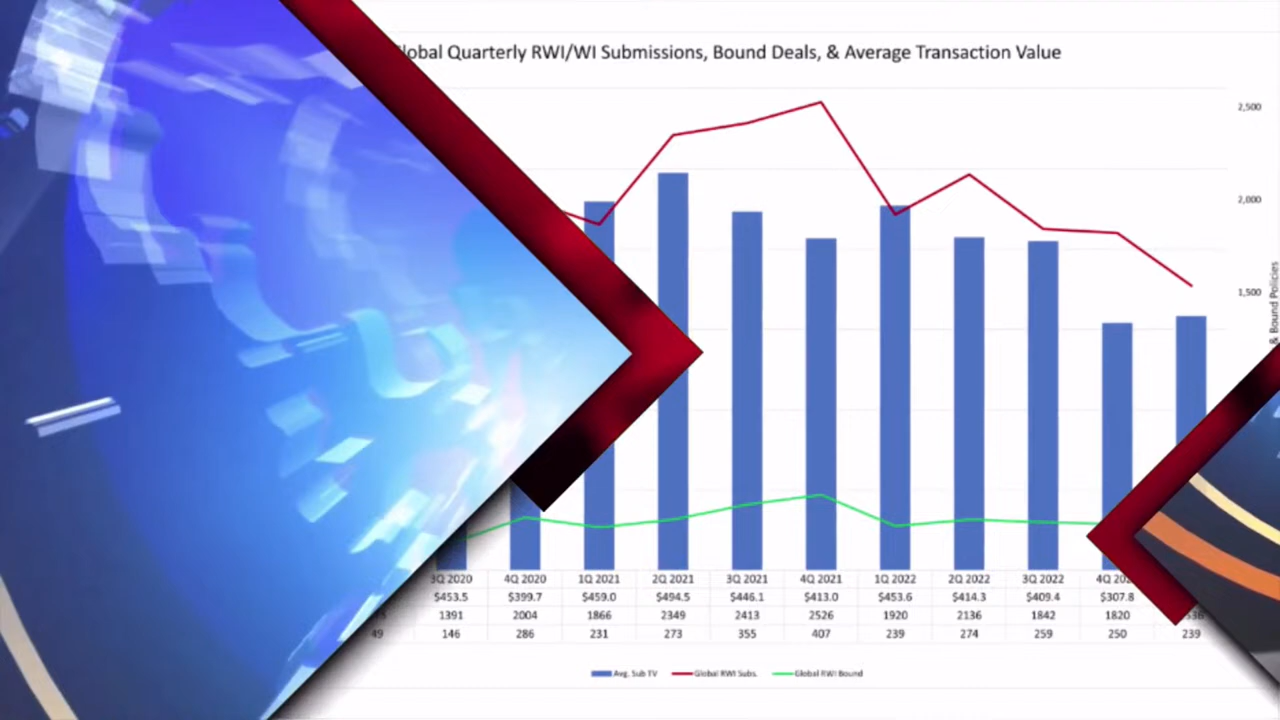 Global Quarterly RWI/WI Submissions, Bound Deals, & Average Transaction Value
2,500
2,000
1,500
& Bound Policies
3Q 2020 4Q 2020 1Q 2021 2Q 2021 3Q 2021 4Q 2021 1Q 2022 2Q 2022 3Q 2022 4Q
$453.5 $399.7 $459.0 $494.5 $446.1 $413.0 $453.6 $414.3 $409.4 $307.8
1391 2004 1866 2349 2413 2526 1920 2136 1842 1820
49 146 286 231 273 355 407 239 274 259 250 239
Avg. Sub TV Global RWI Subs. Global RWI Bound